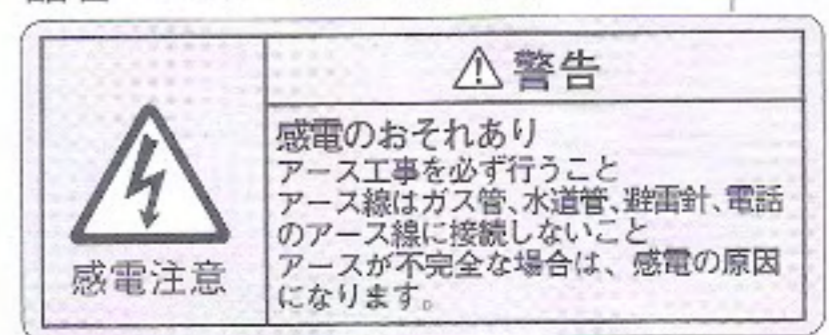 ⚠警告
感電のおそれあり
アース工事を必ず行うこと
アース線はガス管、水道管、避雷針、電話
のアース線に接続しないこと
アースが不完全な場合は、感電の原因
になります。
感電注意